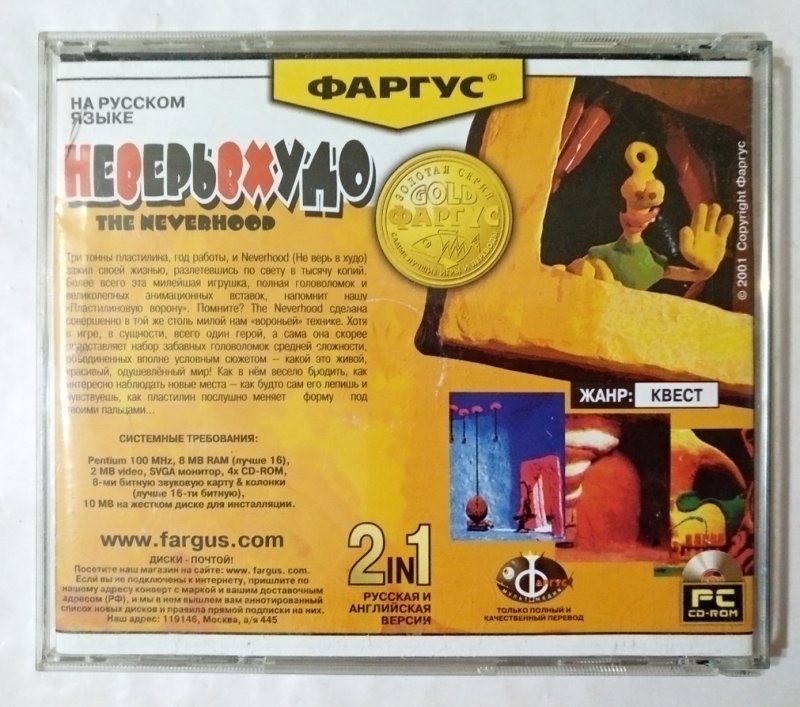 ФАРГУС®
НА РУССКОМ
ЯЗЫКЕ
НЕВЕРЬВХУДО
THE NEVERHOOD
ЗОЛОТАЯ СЕРИЯ
GOLD
ФАРГУС
САМЫЕ ЛУЧШИЕ ИГРЫ
© 2001 Copyright Фаргус
Три тонны пластилина, год работы, и Neverhood (Не верь в худо)
зажил своей жизнью, разлетевшись по свету в тысячу копий.
Более всего эта милейшая игрушка, полная головоломок и
великолепных анимационных вставок, напомнит нашу
«Пластилиновую ворону». Помните? The Neverhood сделана
совершенно в той же столь милой нам «вороньей» технике. Хотя
в игре, в сущности, всего один герой, а сама она скорее
представляет набор забавных головоломок средней сложности,
объединенных вполне условным сюжетом – какой это живой,
красивый, одушевлённый мир! Как в нём весело бродить, как
интересно наблюдать новые места – как будто сам его лепишь и
чувствуешь, как пластилин послушно меняет форму под
твоими пальцами...
ЖАНР: КВЕСТ
СИСТЕМНЫЕ ТРЕБОВАНИЯ:
Pentium 100 MHz, 8 MB RAM (лучше 16),
2 MB video, SVGA монитор, 4x CD-ROM,
8-ми битную звуковую карту & колонки
(лучше 16-ти битную),
10 MB на жестком диске для инсталляции.
www.fargus.com
ДИСКИ - ПОЧТОЙ!
Посетите наш магазин на сайте: www. fargus. com.
Если вы не подключены к интернету, пришлите по
нашему адресу конверт с маркой и вашим доставочным
адресом (РФ), и мы в нем вышлем вам аннотированный
список новых дисков и правила прямой подписки на них.
Наш адрес: 119146, Москва, а/я 445
2IN1
РУССКАЯ И
АНГЛИЙСКАЯ
ВЕРСИИ
ФАРГУС
МУЛЬТИМЕДИА
ТОЛЬКО ПОЛНЫЙ И
КАЧЕСТВЕННЫЙ ПЕРЕВОД
PC
CD-ROM